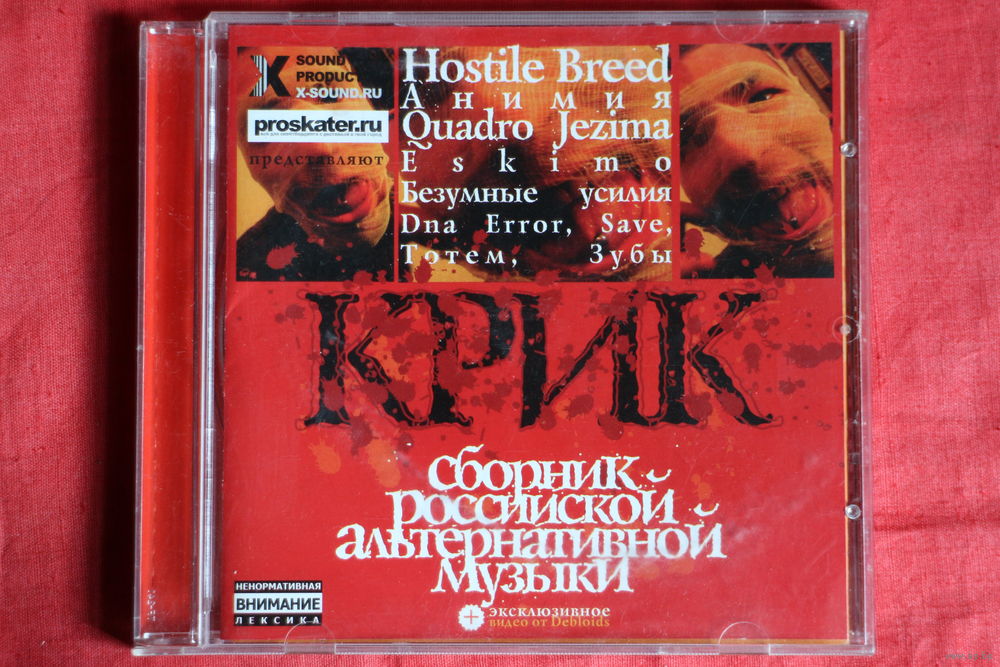 X SOUND
PRODUCT
X-SOUND.RU
proskater.ru
представляют
Hostile Breed
Анимия
Quadro Jezima
Eskimo
Безумные усилия
Dna Error, Save,
Тотем, Зубы
КРИК
сборник
российской
альтернативной
музыки
НЕНОРМАТИВНАЯ
ВНИМАНИЕ
ЛЕКСИКА
+ эксклюзивное
видео от Debloids